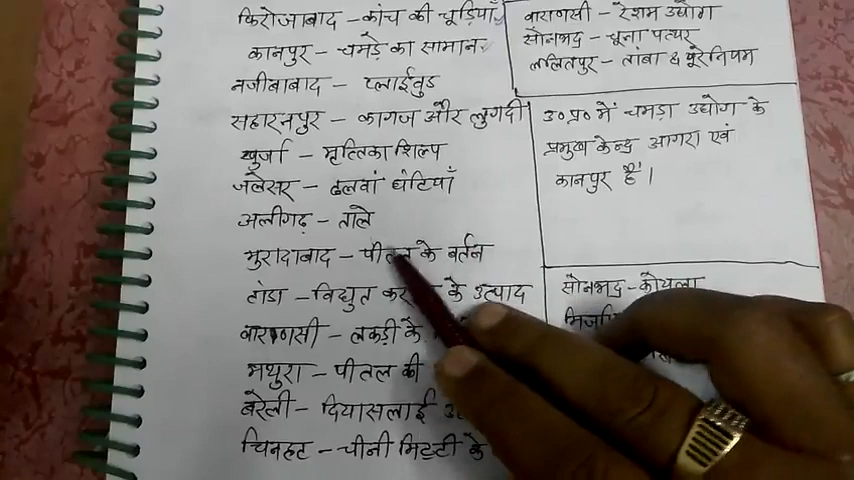 फिरोजाबाद – कांच की चूड़ियाँ
कानपुर – चमड़े का सामान
नजीबाबाद – प्लाईवुड
सहारनपुर – कागज और लुगदी
खुर्जा – मृत्तिका शिल्प
जलेसर – ढलवां घंटियाँ
अलीगढ़ – ताले
मुरादाबाद – पीतल के बर्तन
टांडा – विद्युत के उत्पाद
वाराणसी – लकड़ी के
मथुरा – पीतल की
बरेली – दियासलाई
चिनहट – चीनी मिट्टी के
वाराणसी – रेशम उद्योग
सोनभद्र – चूना पत्थर
ललितपुर – तांबा & यूरेनियम
उ०प्र० में चमड़ा उद्योग के
प्रमुख केन्द्र आगरा एवं
कानपुर हैं।
सोनभद्र – कोयला